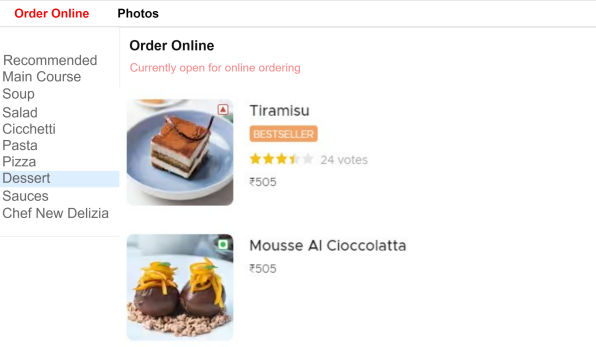 Order Online Photos
Order Online
Currently open for online ordering
Recommended
Main Course
Soup
Salad
Cicchetti
Pasta
Pizza
Dessert
Sauces
Chef New Delizia
Tiramisu
BESTSELLER
24 votes
₹505
Mousse Al Cioccolatta
₹505